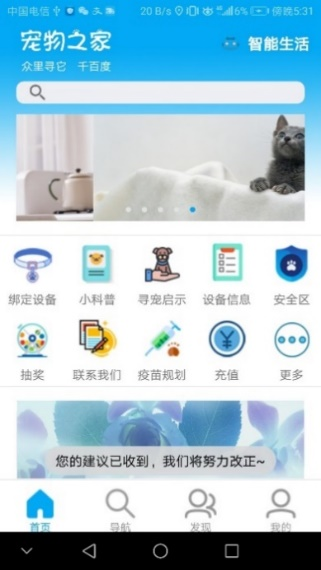 中国电信 20 B/s 6% 傍晚5:31
宠物之家 智能生活
众里寻它 千百度
绑定设备 小科普 寻宠启示 设备信息 安全区
抽奖 联系我们 疫苗规划 充值 更多
您的建议已收到，我们将努力改正~
首页 导航 发现 我的